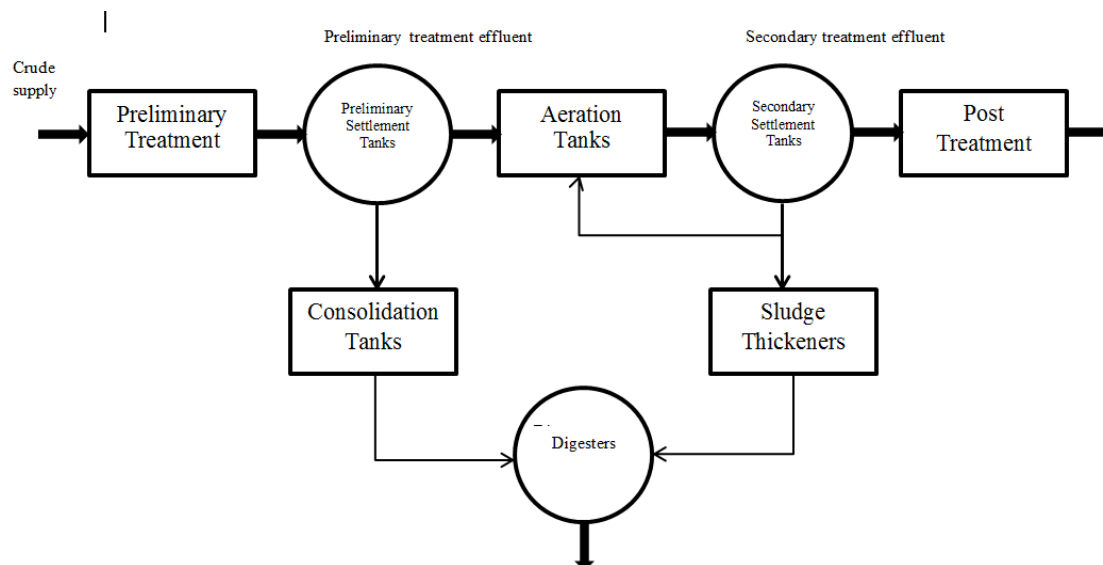 Preliminary treatment effluent
Secondary treatment effluent
Crude
supply
Preliminary
Treatment
Preliminary
Settlement
Tanks
Aeration
Tanks
Secondary
Settlement
Tanks
Post
Treatment
Consolidation
Tanks
Sludge
Thickeners
Digesters